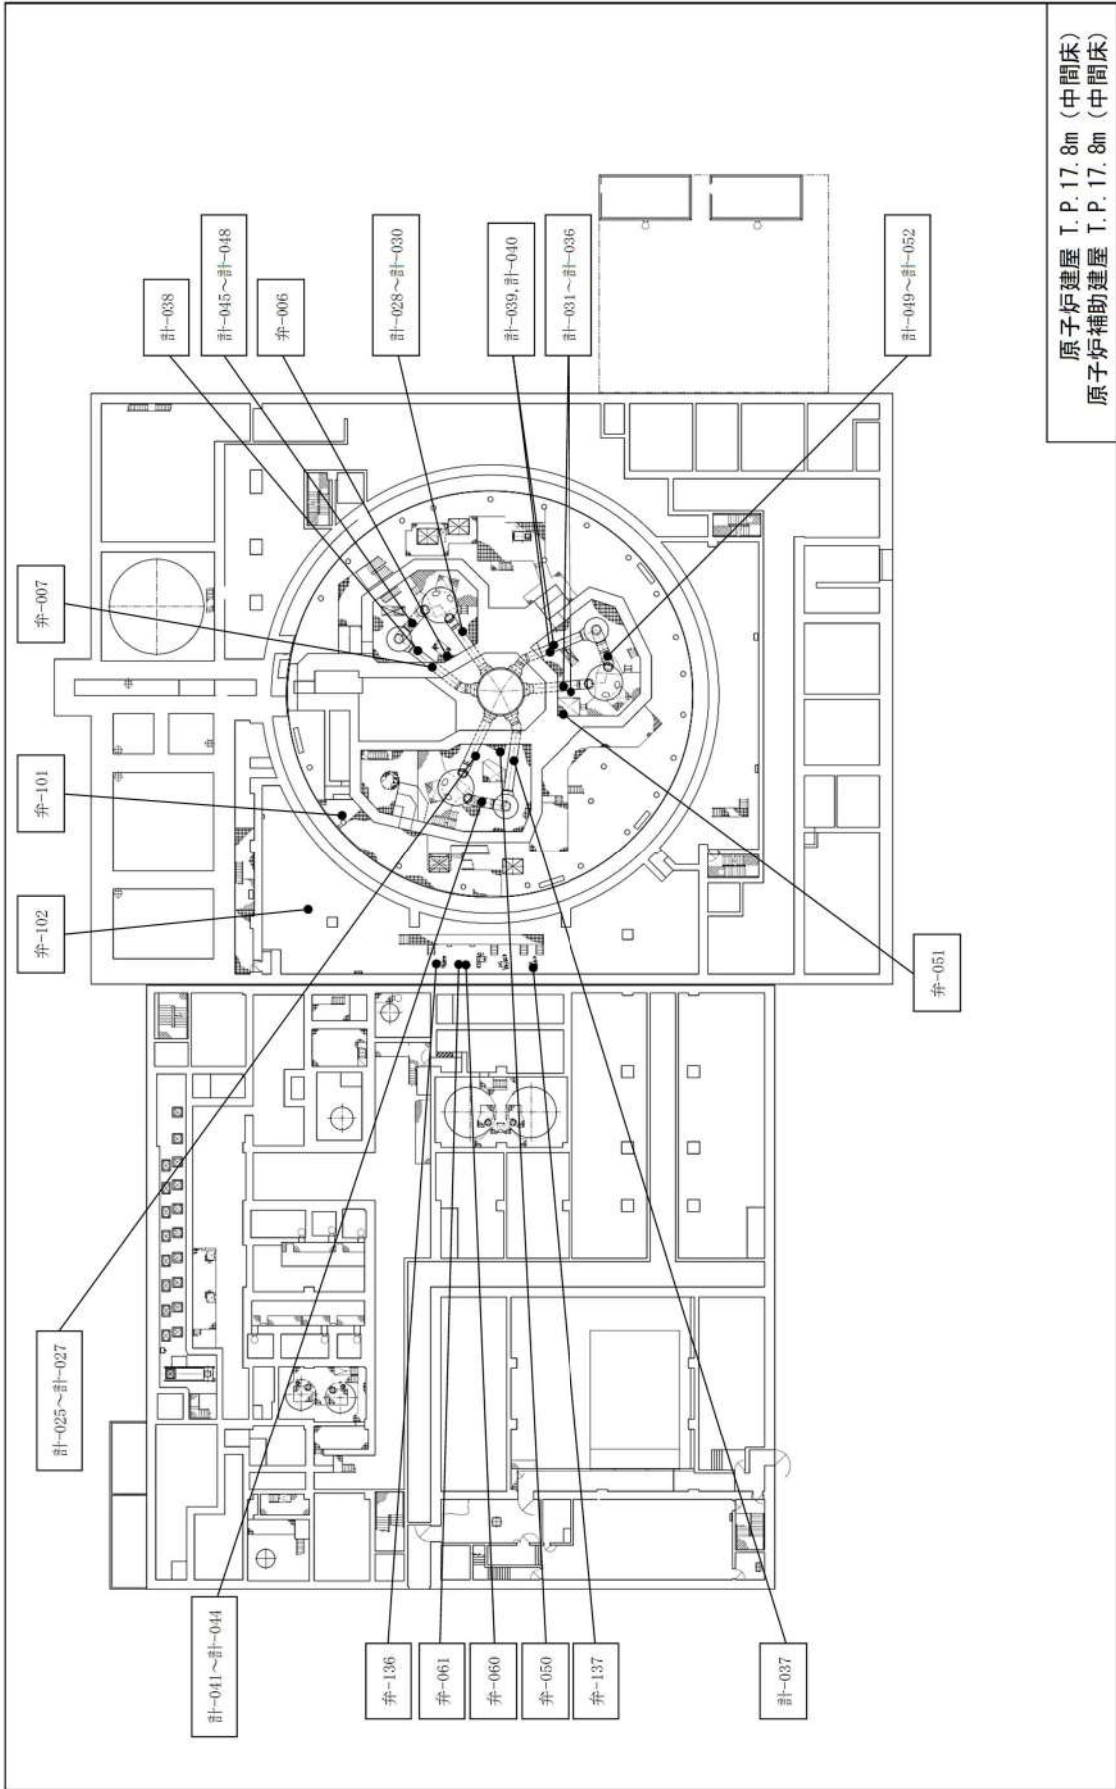 原子炉建屋 T.P.17.8m（中間床）
原子炉補助建屋 T.P.17.8m（中間床）
計-038
計-045～計-048
弁-006
計-028～計-030
計-039，計-040
計-031～計-036
計-049～計-052
弁-007
弁-101
弁-102
弁-051
計-025～計-027
計-041～計-044
弁-136
弁-061
弁-060
弁-050
弁-137
計-037